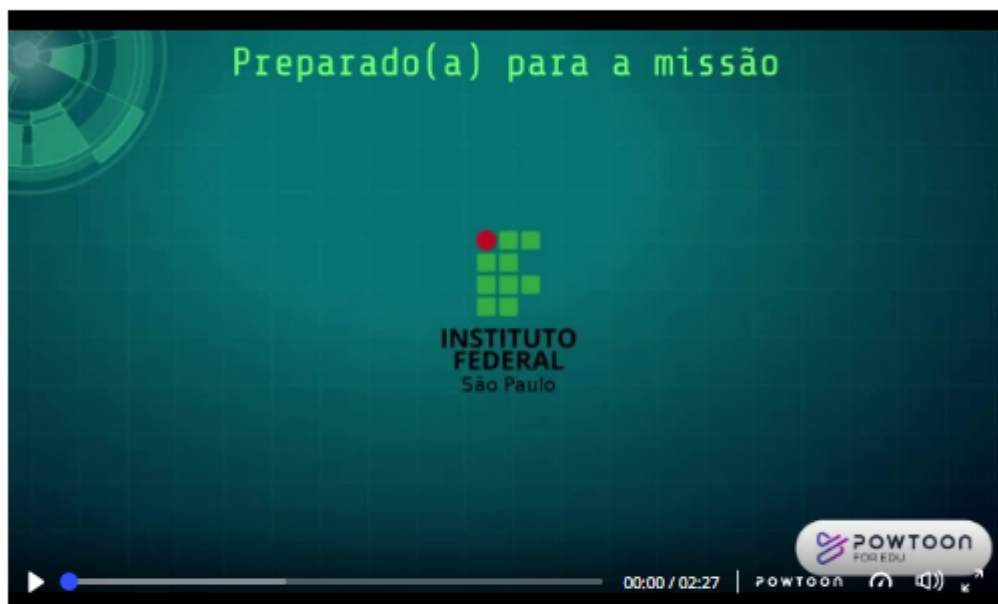 Preparado(a) para a missão
INSTITUTO
FEDERAL
São Paulo
POWTOON
FOR EDU
00:00 / 02:27
POWTOON